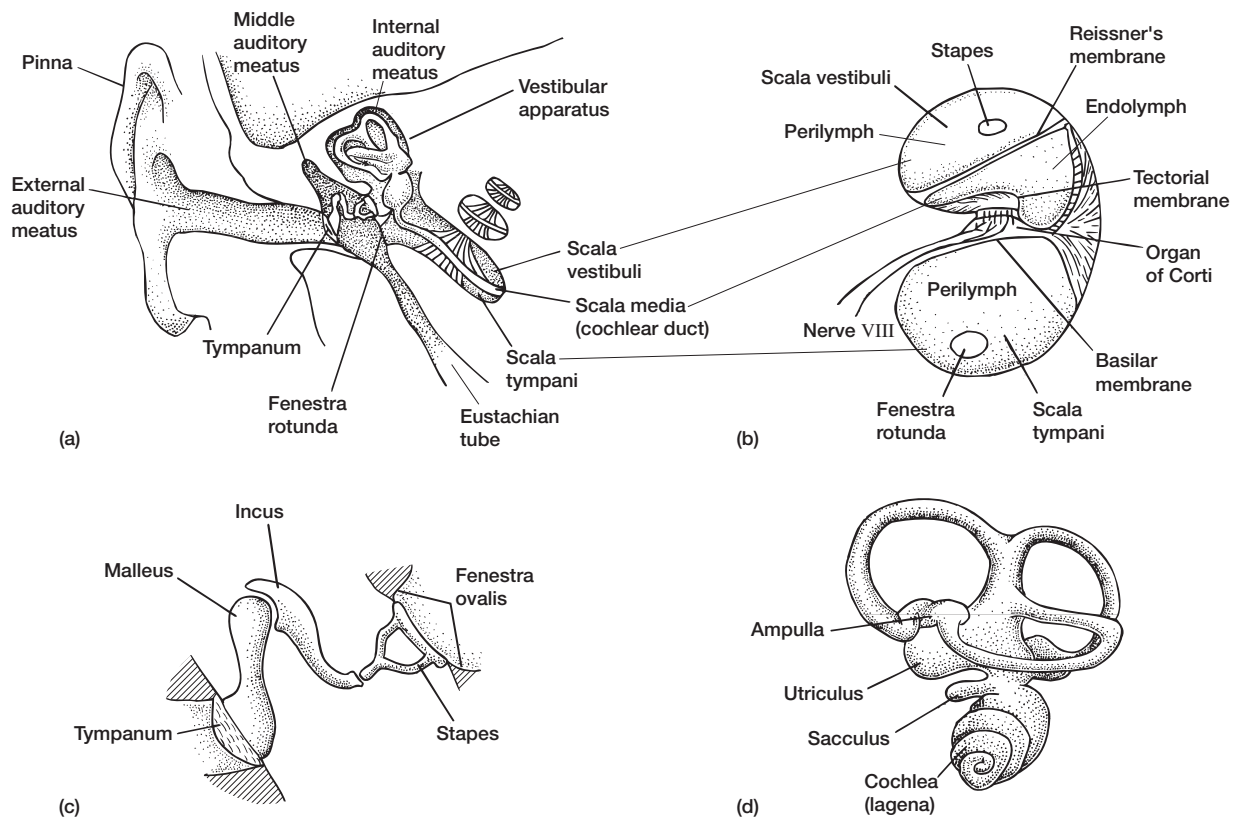 Pinna
Middle
auditory
meatus
Internal
auditory
meatus
Vestibular
apparatus
External
auditory
meatus
Scala
vestibuli
Scala media
(cochlear duct)
Tympanum
Scala
tympani
Fenestra
rotunda
Eustachian
tube
(a)
Stapes
Reissner's
membrane
Scala vestibuli
Endolymph
Perilymph
Tectorial
membrane
Organ
of Corti
Perilymph
Nerve VIII
Basilar
membrane
Fenestra
rotunda
Scala
tympani
(b)
Incus
Malleus
Fenestra
ovalis
Tympanum
Stapes
(c)
Ampulla
Utriculus
Sacculus
Cochlea
(lagena)
(d)